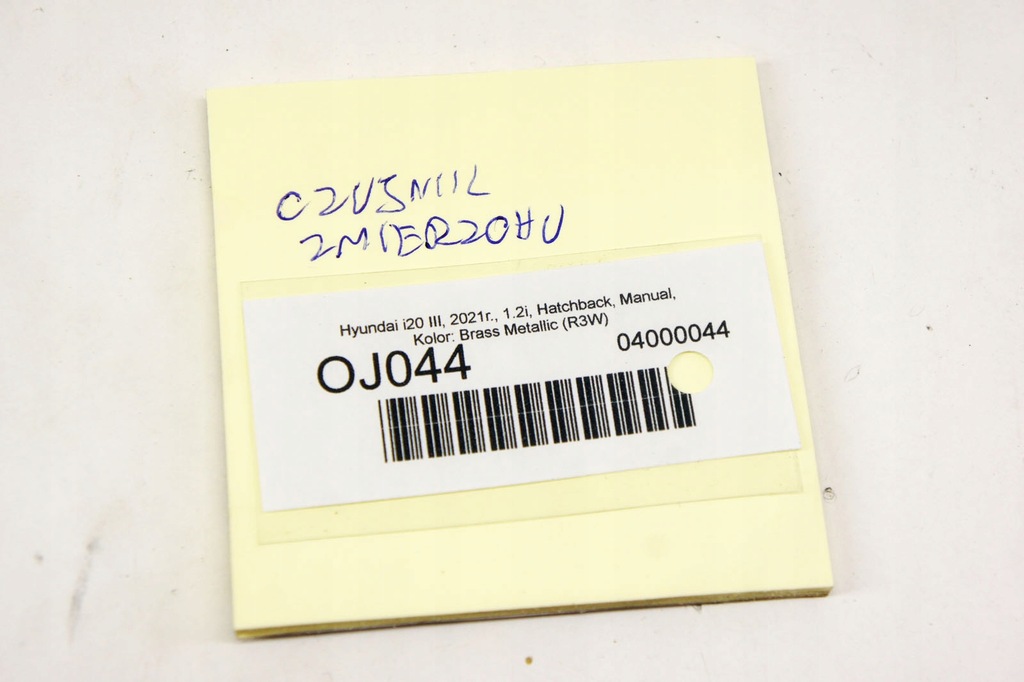 CZUJNIK
ZMIERZCHU
Hyundai i20 III, 2021r., 1.2i, Hatchback, Manual,
Kolor: Brass Metallic (R3W)
OJ044 04000044